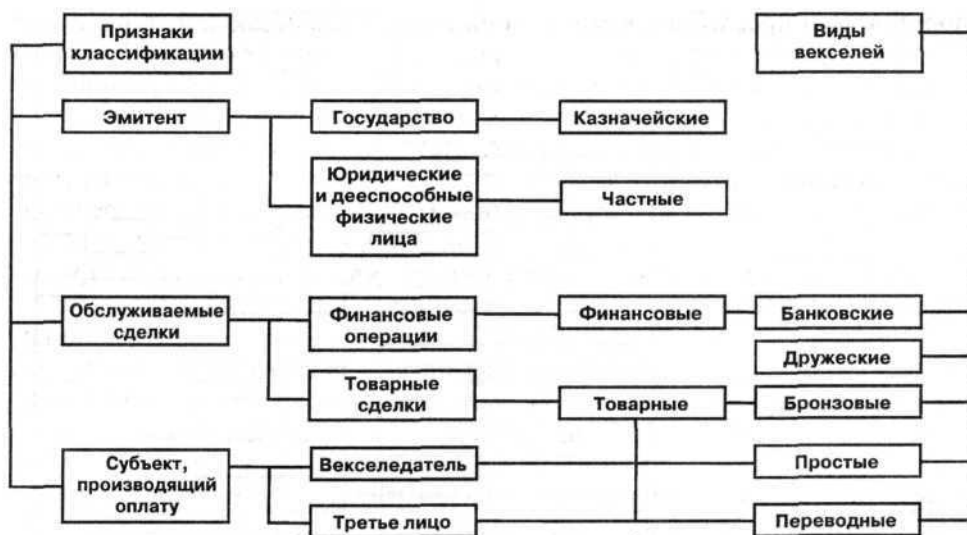 Признаки
классификации
Виды
векселей
Эмитент
Государство
Казначейские
Юридические
и дееспособные
физические
лица
Частные
Обслуживаемые
сделки
Финансовые
операции
Финансовые
Банковские
Дружеские
Товарные
сделки
Товарные
Бронзовые
Субъект,
производящий
оплату
Векселедатель
Простые
Третье лицо
Переводные